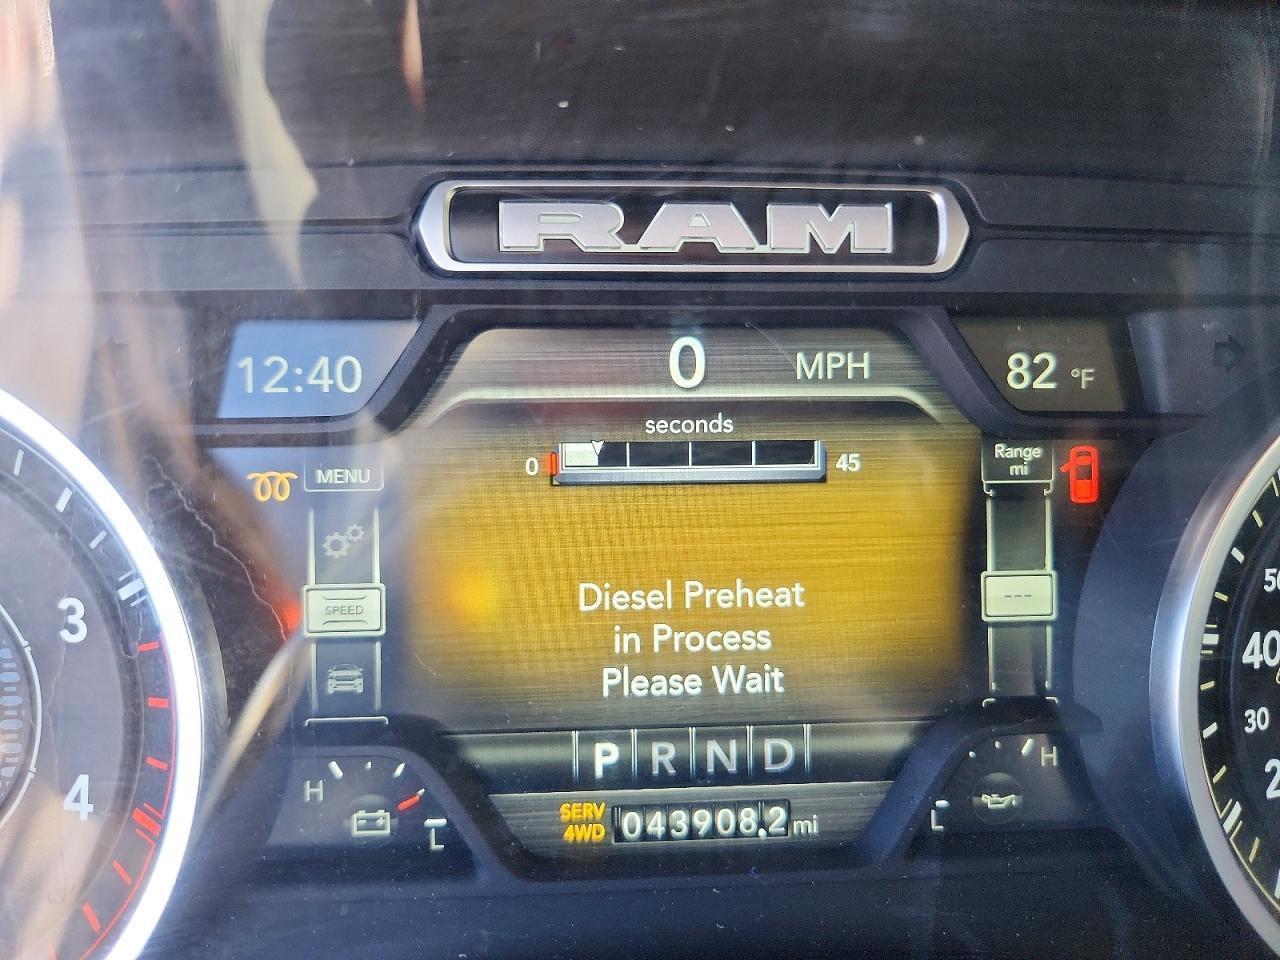 RAM
12:40
0 MPH
82 °F
seconds
0 45
MENU
Range
mi
SPEED
---
Diesel Preheat
in Process
Please Wait
P R N D
H
L
H
L
SERV
4WD
043908.2 mi
3
4
40
30